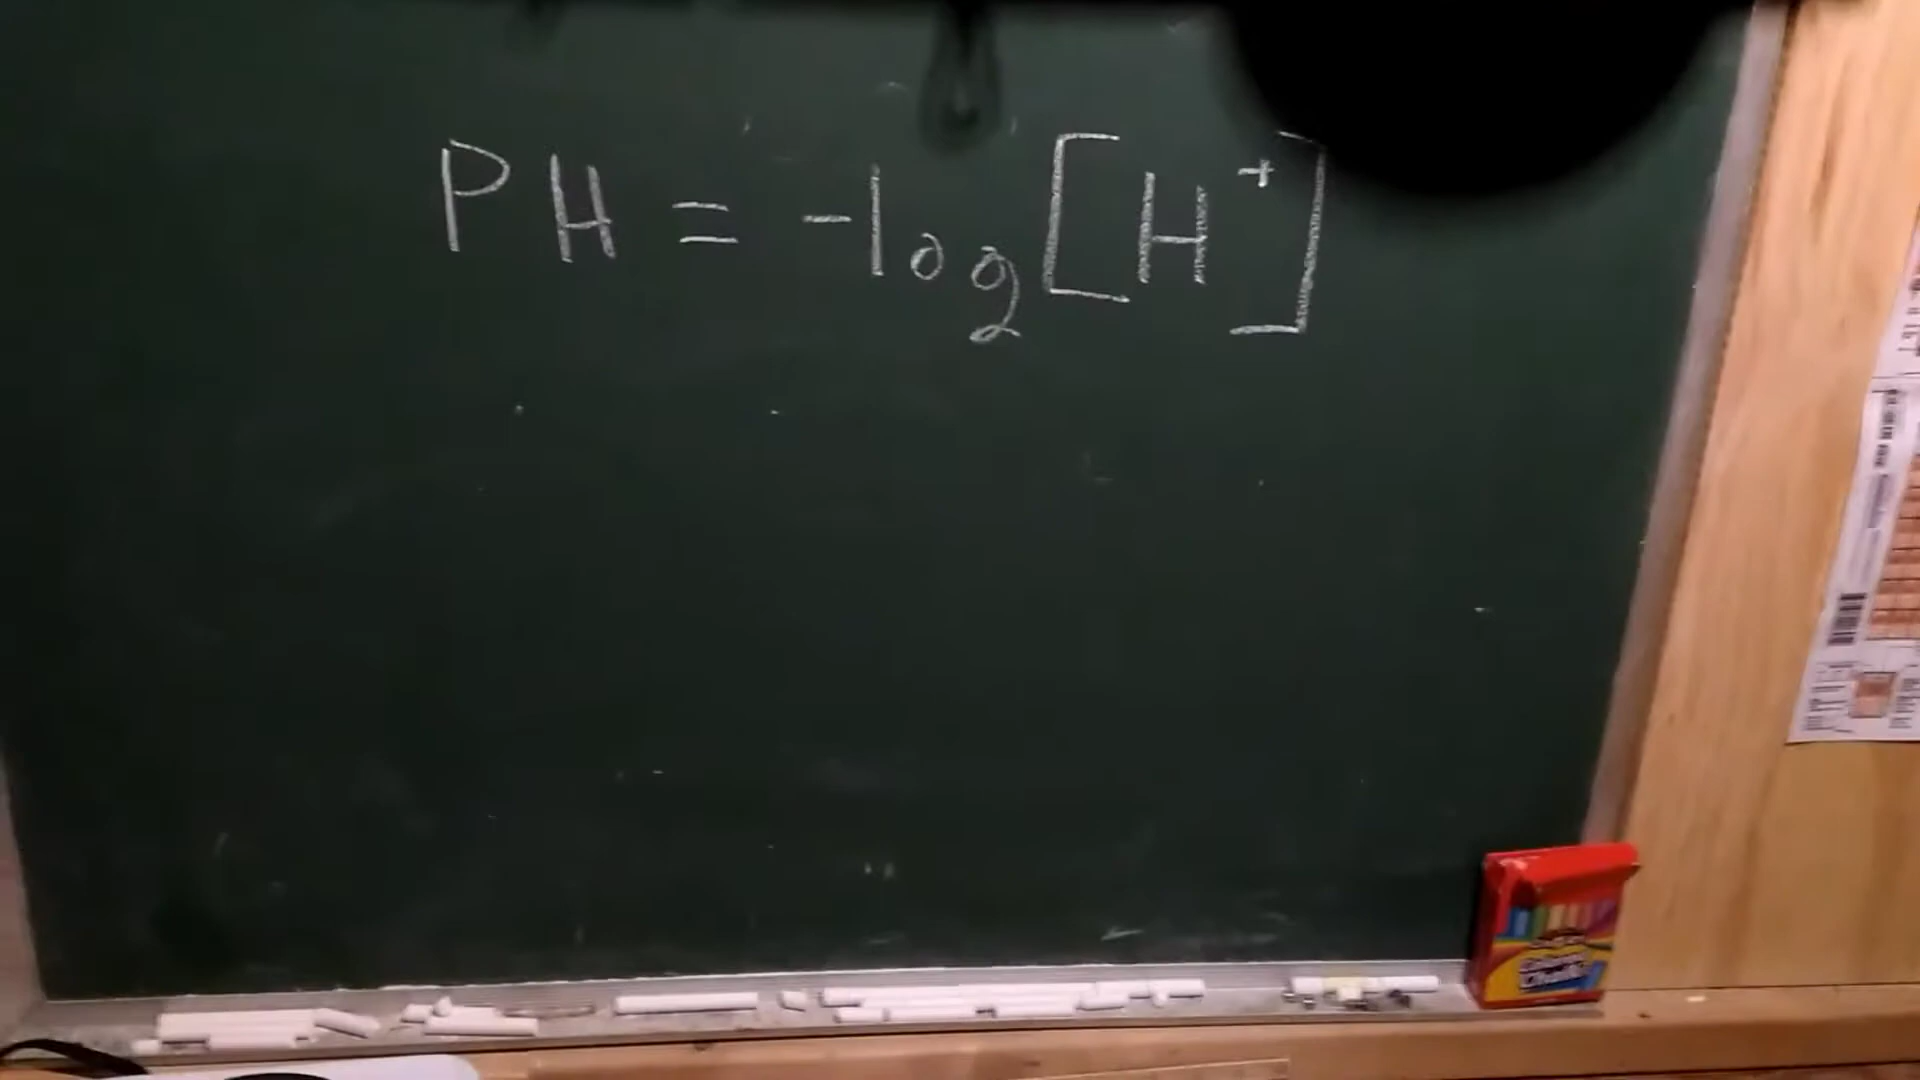 PH = -log[H⁺]